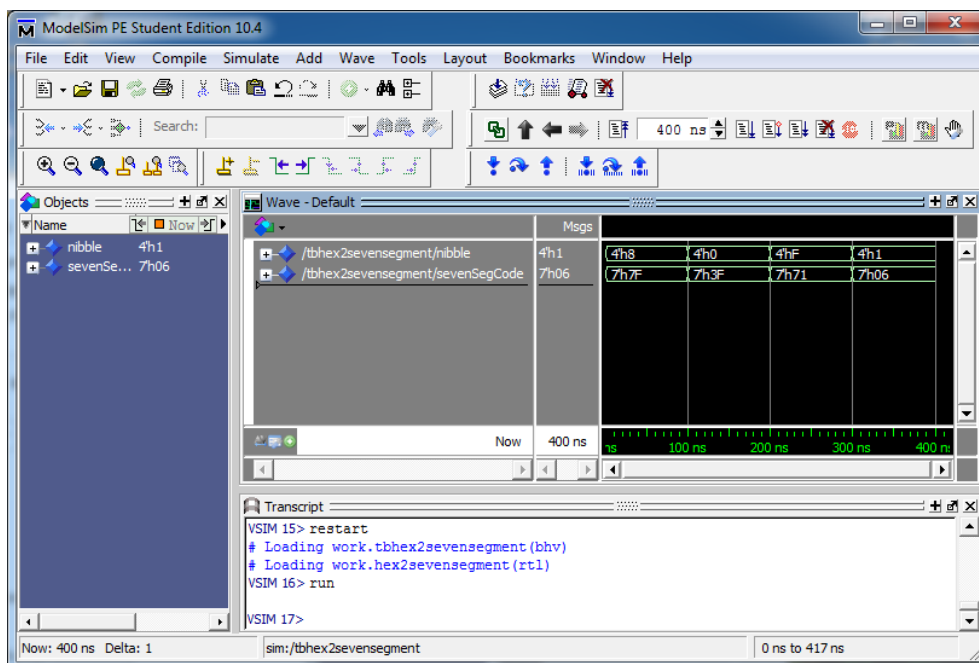 ModelSim PE Student Edition 10.4
File Edit View Compile Simulate Add Wave Tools Layout Bookmarks Window Help
Search: 400 ns
Objects Wave - Default
Name Now Msgs
nibble 4'h1 /tbhex2sevensegment/nibble 4'h1 4'h8 4'h0 4'hF 4'h1
sevenSe... 7'h06 /tbhex2sevensegment/sevenSegCode 7'h06 7'h7F 7'h3F 7'h71 7'h06
Now 400 ns ns 100 ns 200 ns 300 ns 400 n
Transcript
VSIM 15> restart
# Loading work.tbhex2sevensegment(bhv)
# Loading work.hex2sevensegment(rtl)
VSIM 16> run
VSIM 17>
Now: 400 ns Delta: 1 sim:/tbhex2sevensegment 0 ns to 417 ns